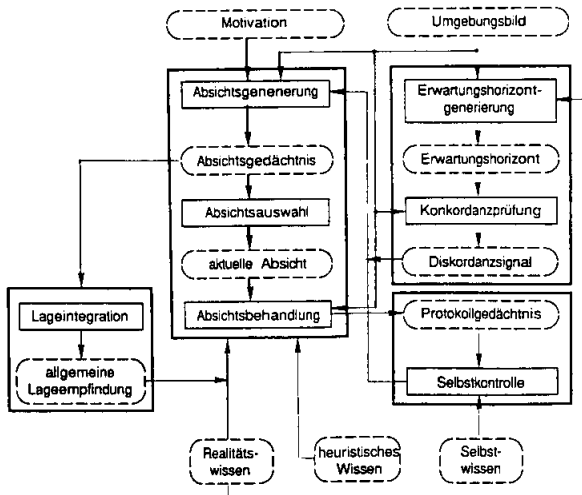 Motivation
Umgebungsbild
Absichtsgenenerung
Absichtsgedächtnis
Absichtsauswahl
aktuelle Absicht
Absichtsbehandlung
Erwartungshorizont-
generierung
Erwartungshorizont
Konkordanzprüfung
Diskordanzsignal
Protokollgedächtnis
Selbstkontrolle
Lageintegration
allgemeine
Lageempfindung
Realitäts-
wissen
heuristisches
Wissen
Selbst-
wissen